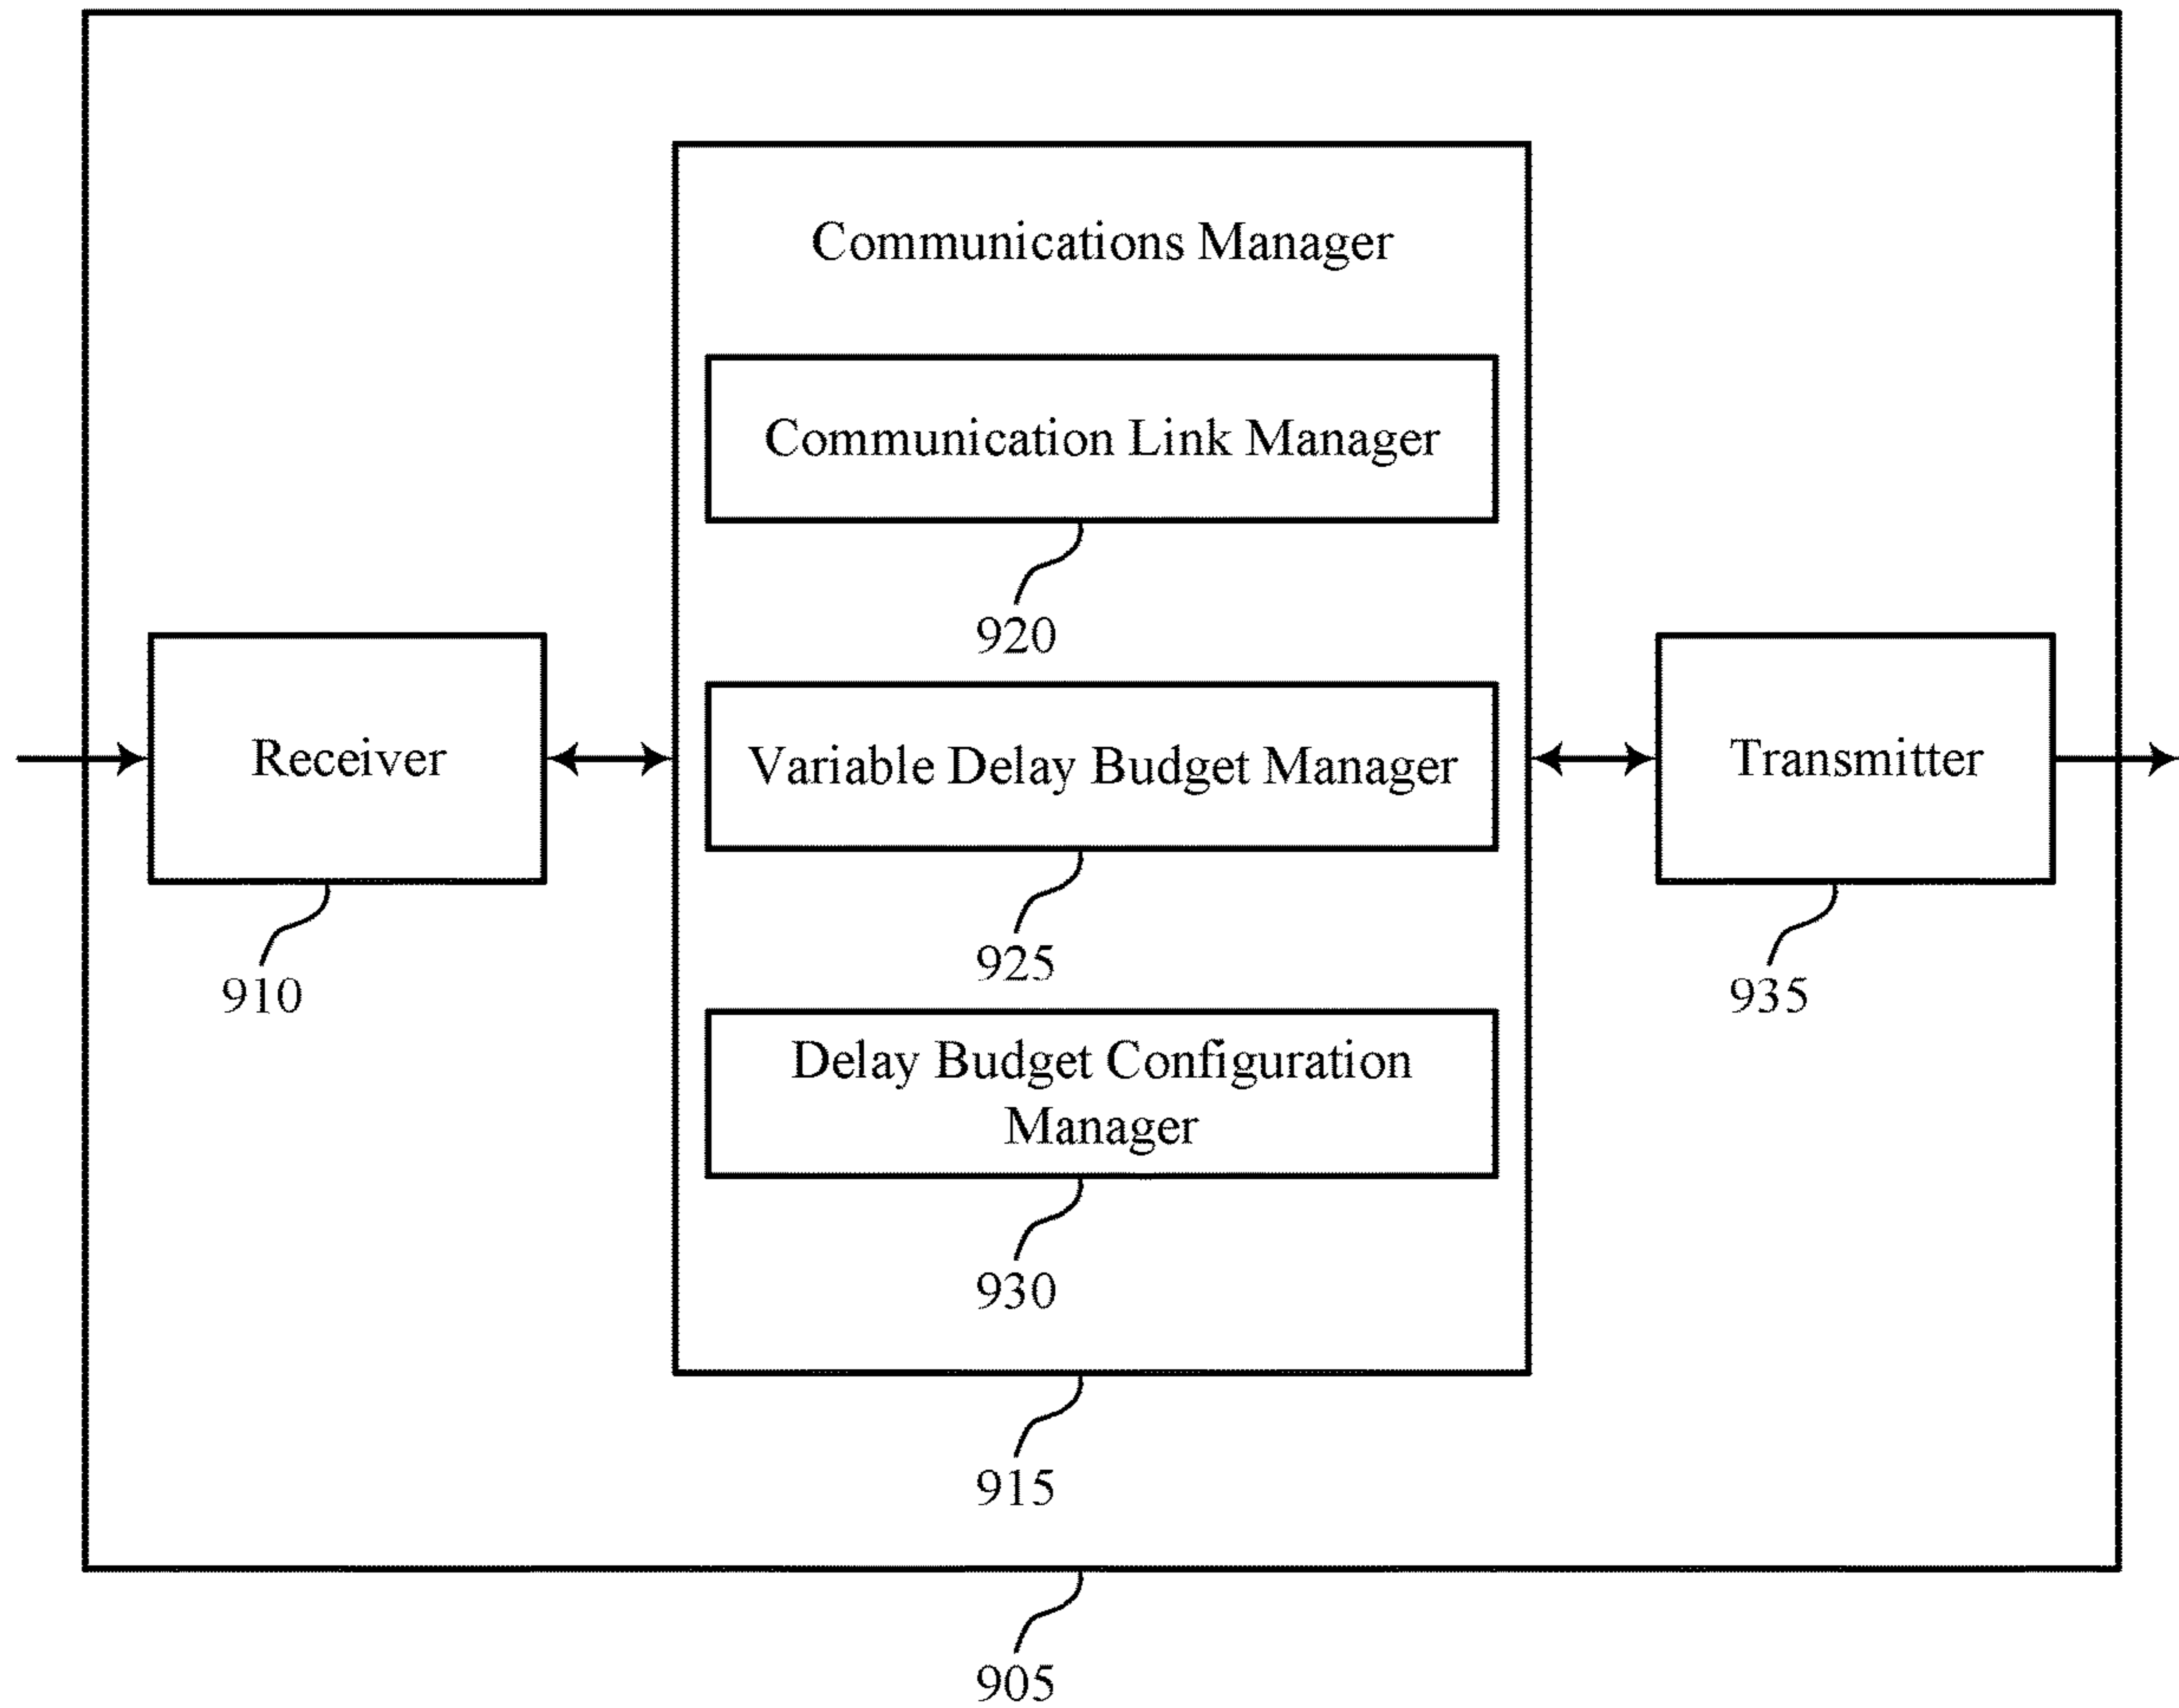 Communications Manager
Communication Link Manager
920
Receiver
910
Variable Delay Budget Manager
925
Transmitter
935
Delay Budget Configuration
Manager
930
915
905